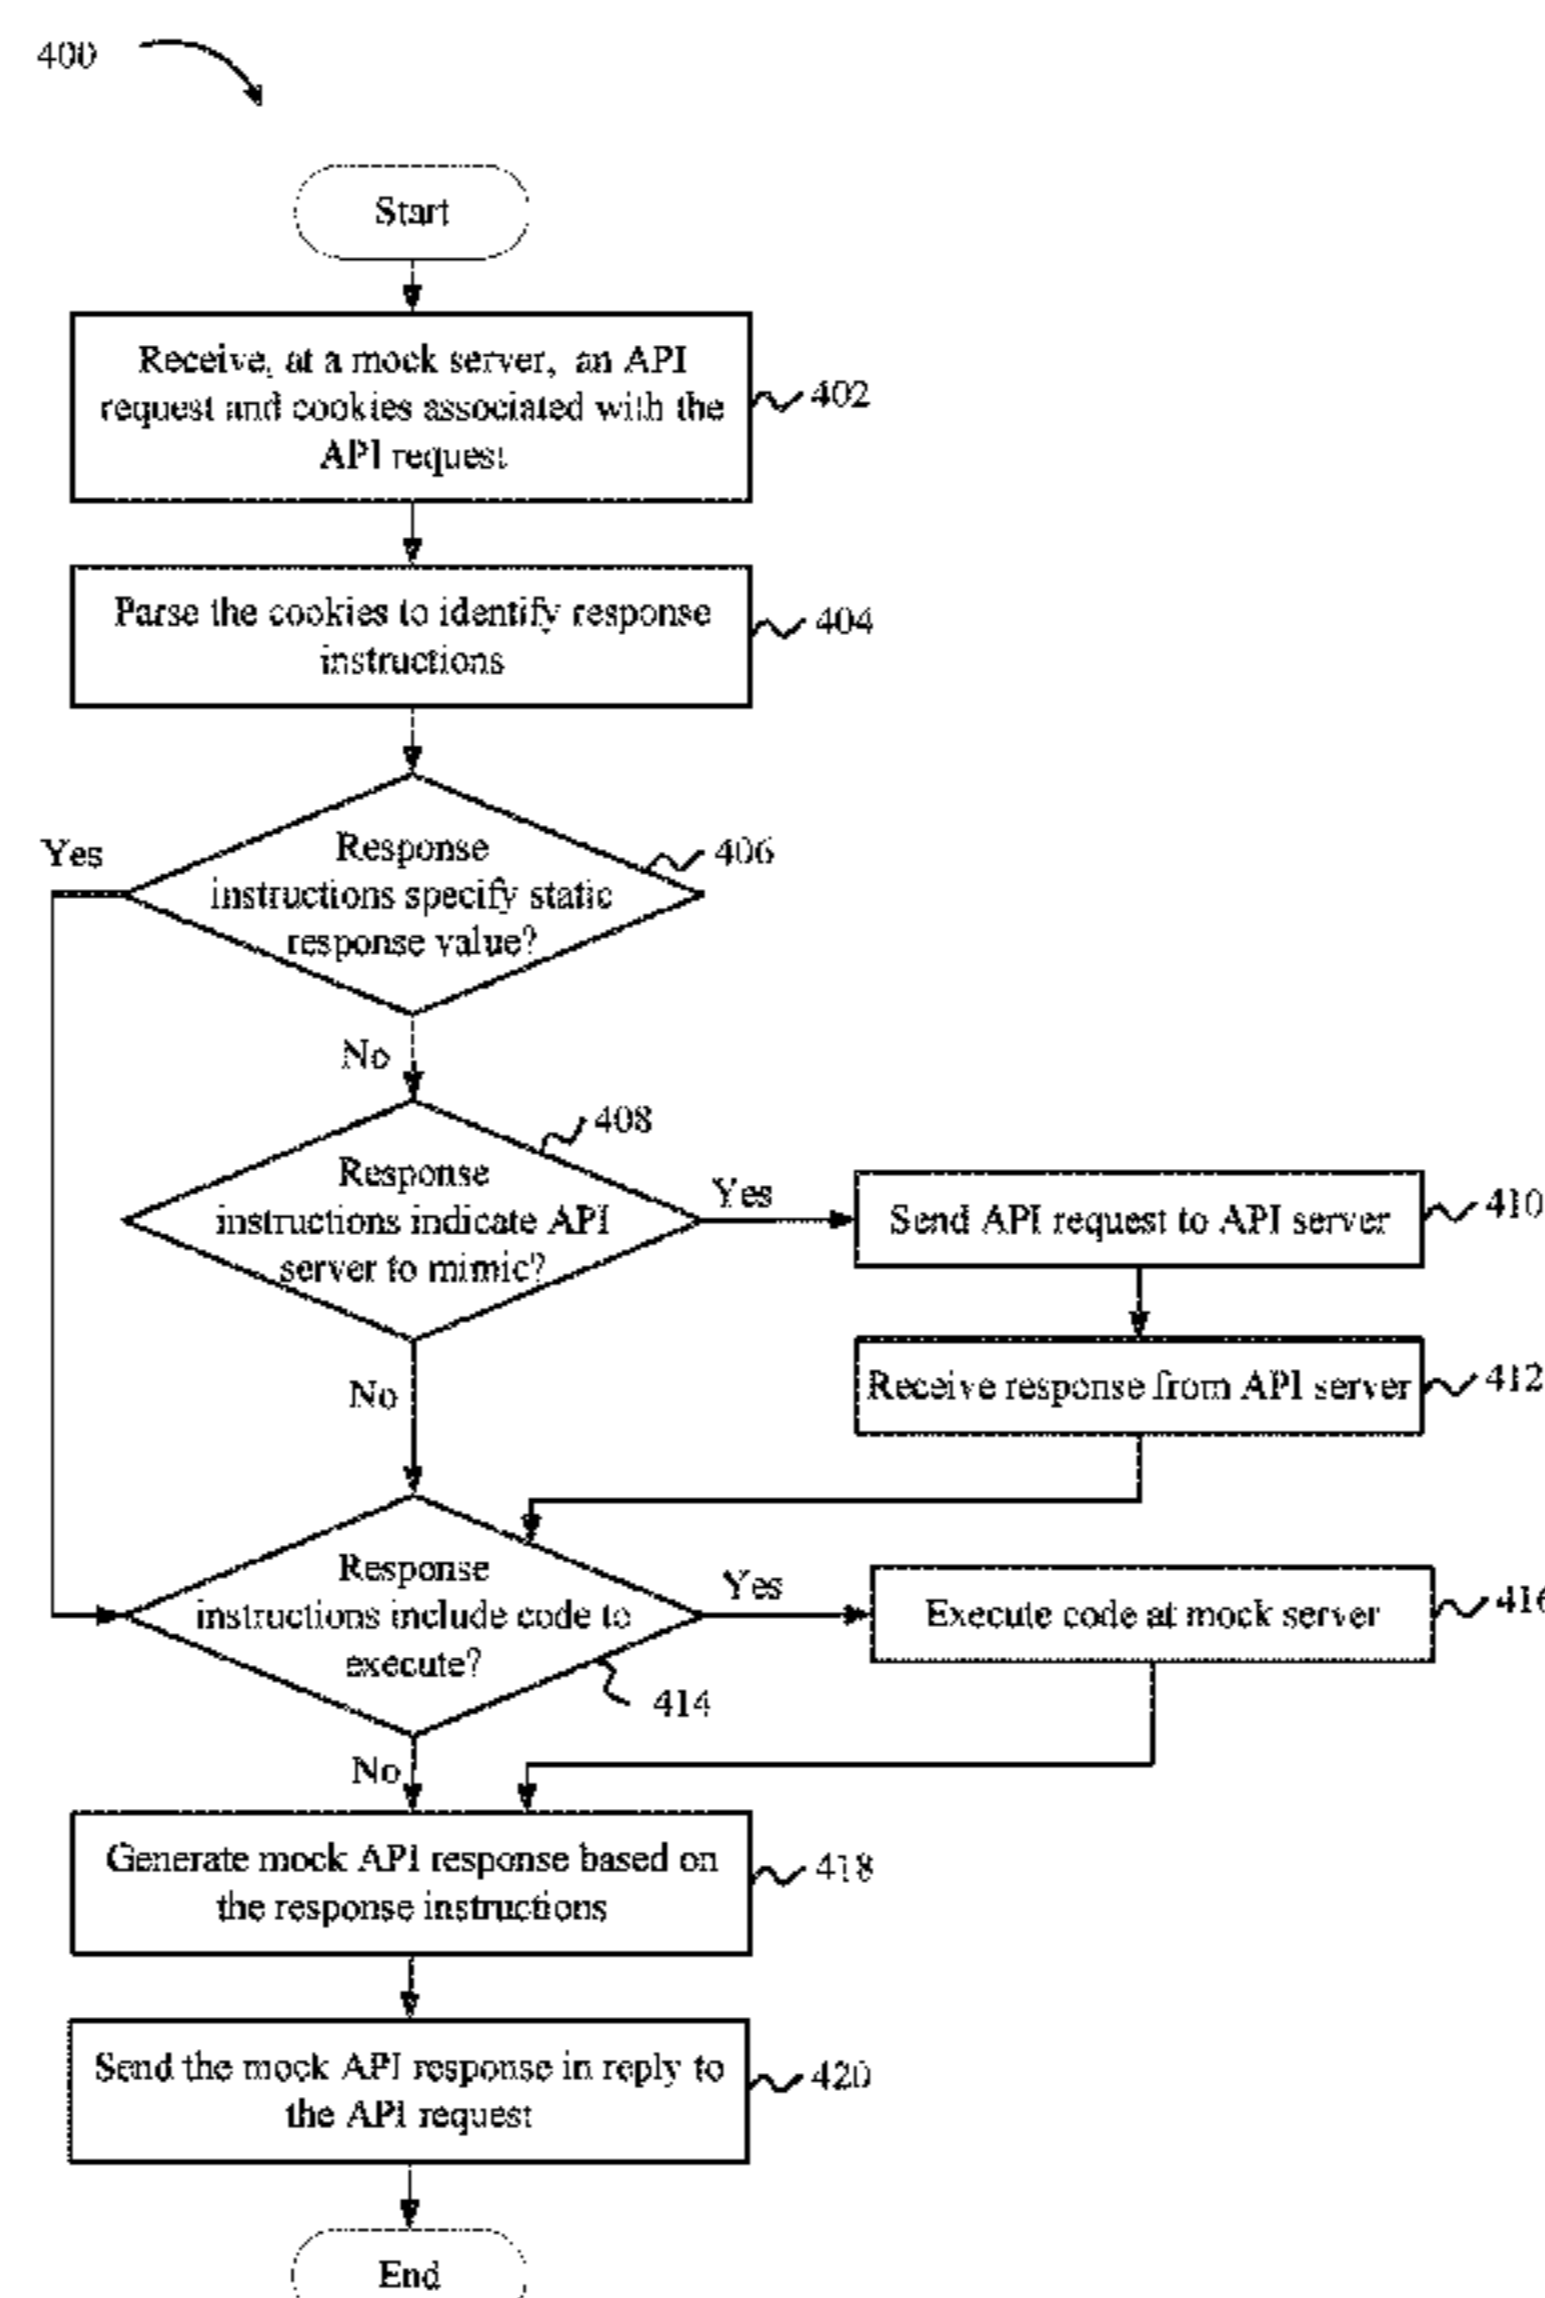 400
Start
Receive, at a mock server, an API
request and cookies associated with the
API request
402
Parse the cookies to identify response
instructions
404
Yes
Response
instructions specify static
response value?
406
No
408
Response
instructions indicate API
server to mimic?
Yes
Send API request to API server
410
Receive response from API server
412
No
Response
instructions include code to
execute?
414
Yes
Execute code at mock server
416
No
Generate mock API response based on
the response instructions
418
Send the mock API response in reply to
the API request
420
End